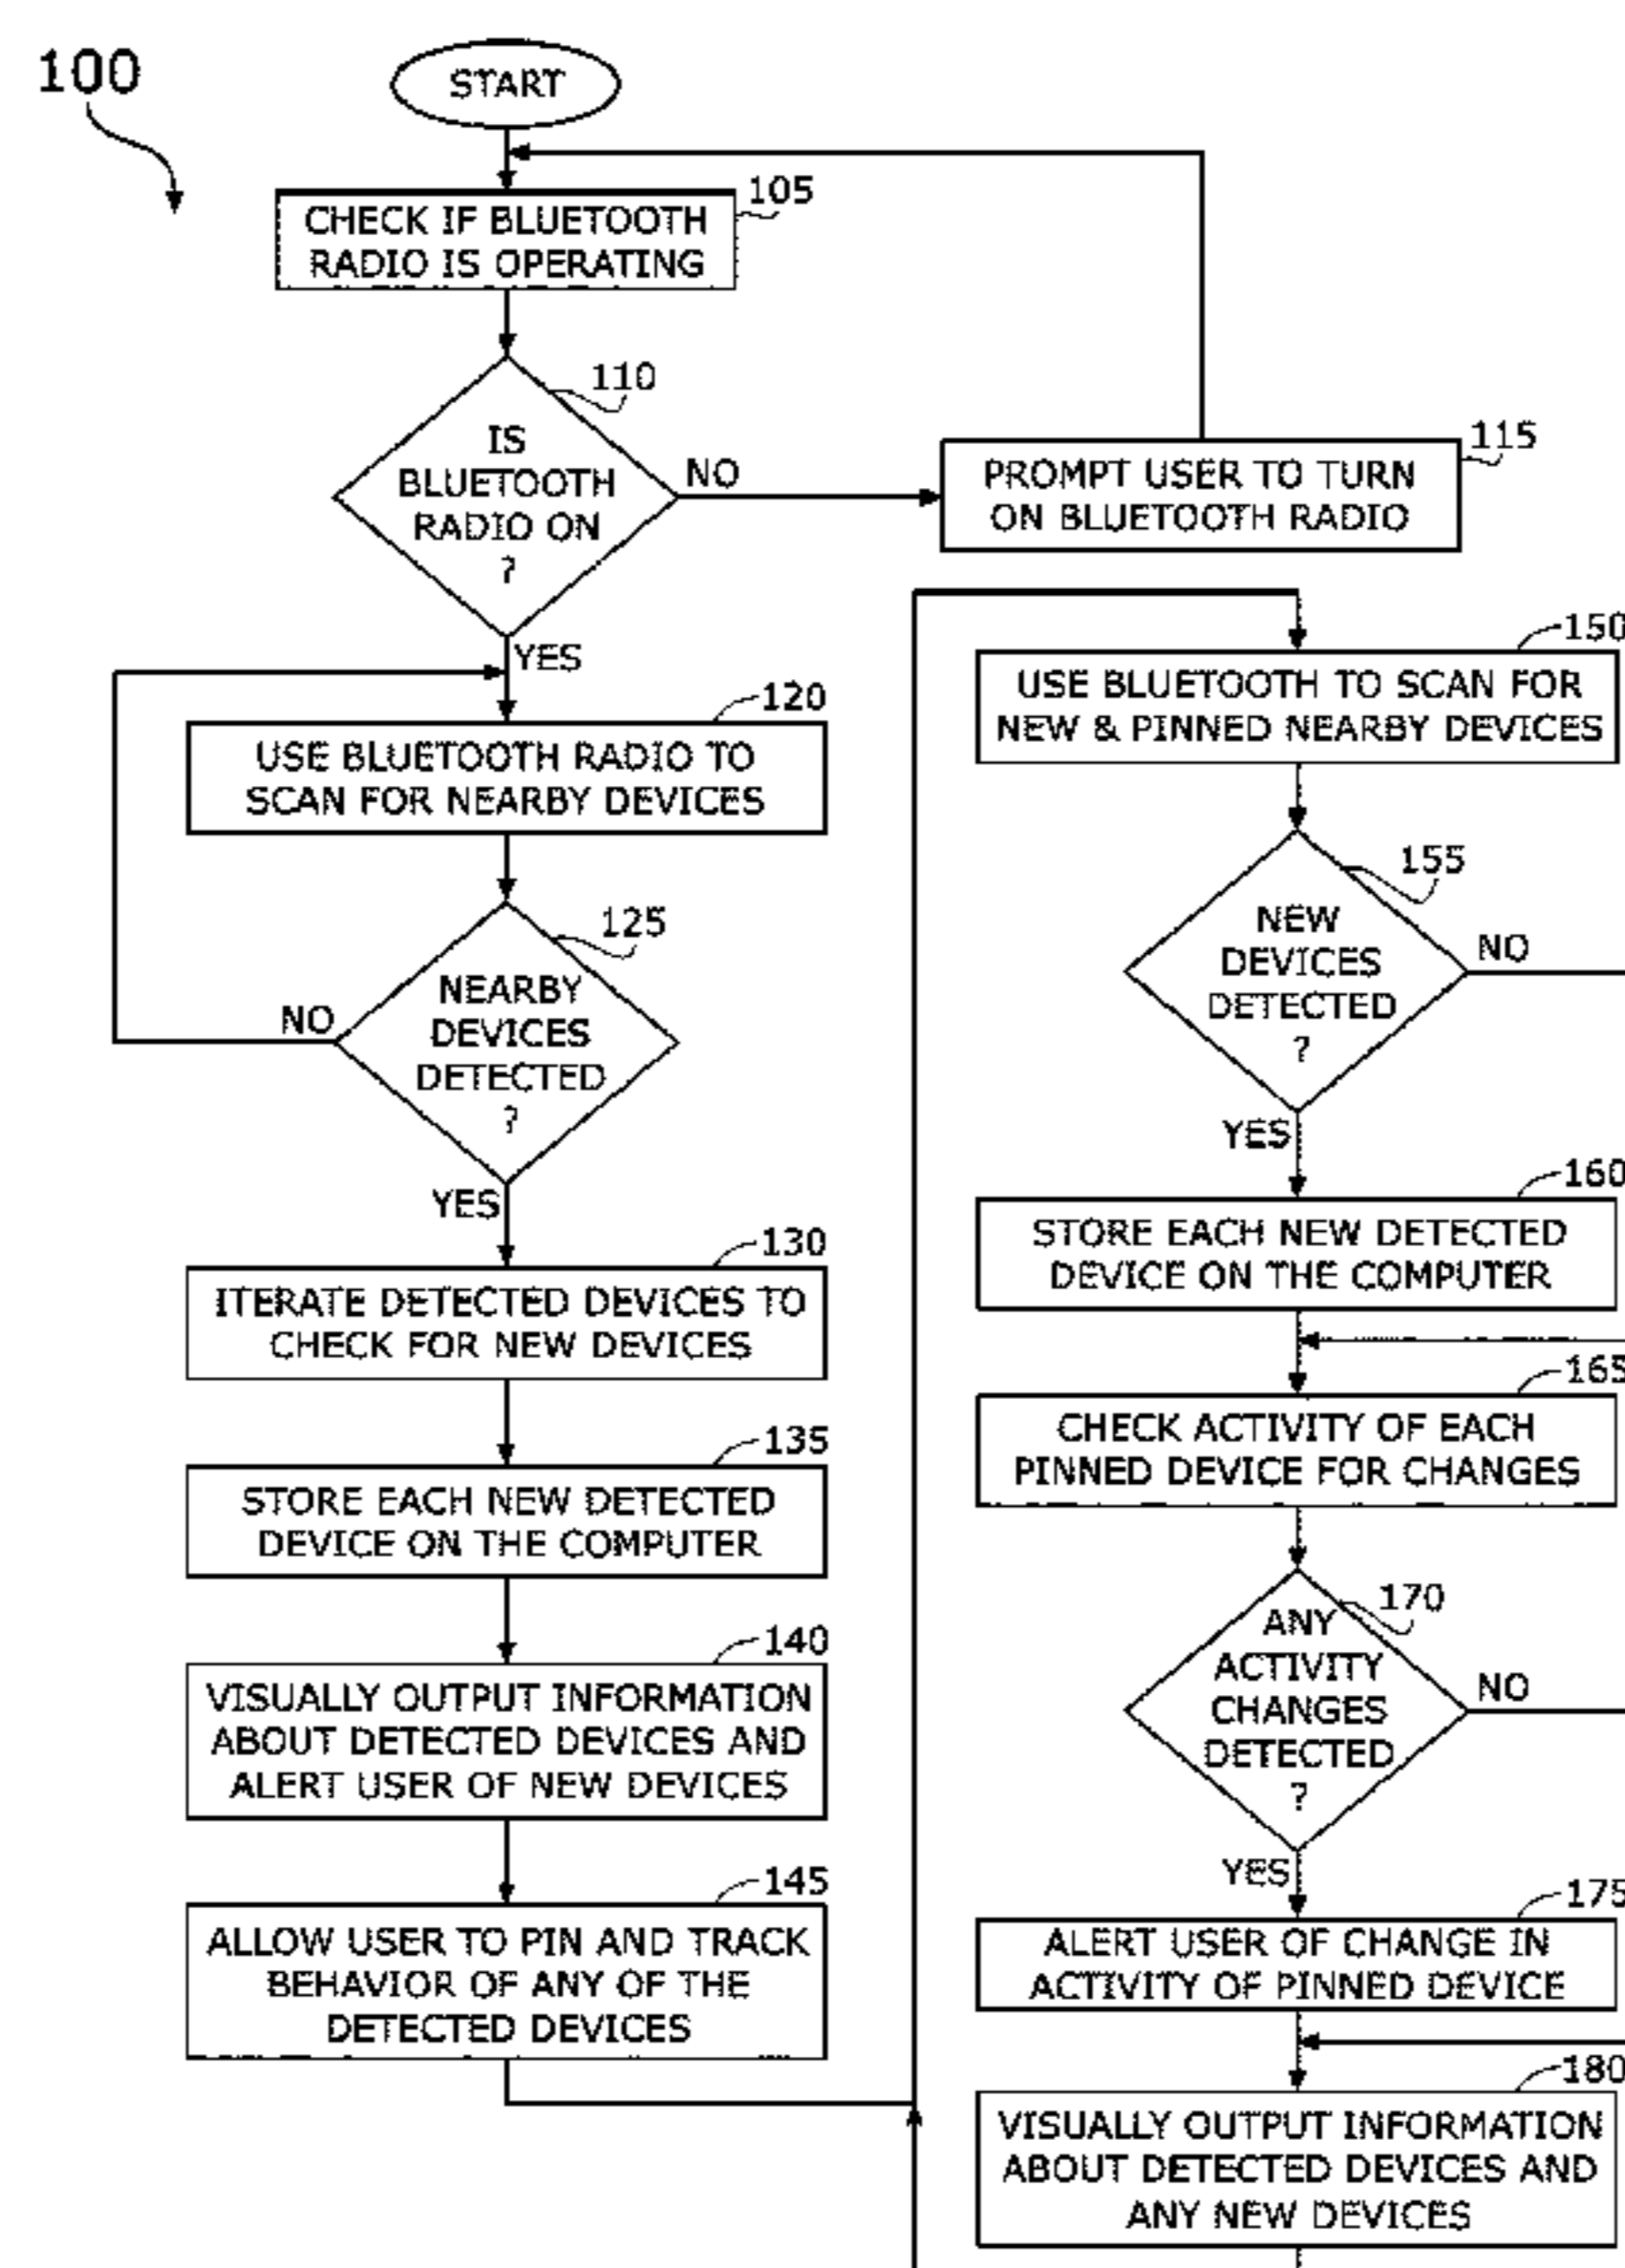 100
START
CHECK IF BLUETOOTH
RADIO IS OPERATING
105
IS
BLUETOOTH
RADIO ON
?
110
NO
PROMPT USER TO TURN
ON BLUETOOTH RADIO
115
YES
USE BLUETOOTH RADIO TO
SCAN FOR NEARBY DEVICES
120
NEARBY
DEVICES
DETECTED
?
125
NO
YES
ITERATE DETECTED DEVICES TO
CHECK FOR NEW DEVICES
130
STORE EACH NEW DETECTED
DEVICE ON THE COMPUTER
135
VISUALLY OUTPUT INFORMATION
ABOUT DETECTED DEVICES AND
ALERT USER OF NEW DEVICES
140
ALLOW USER TO PIN AND TRACK
BEHAVIOR OF ANY OF THE
DETECTED DEVICES
145
USE BLUETOOTH TO SCAN FOR
NEW & PINNED NEARBY DEVICES
150
NEW
DEVICES
DETECTED
?
155
NO
YES
STORE EACH NEW DETECTED
DEVICE ON THE COMPUTER
160
CHECK ACTIVITY OF EACH
PINNED DEVICE FOR CHANGES
165
ANY
ACTIVITY
CHANGES
DETECTED
?
170
NO
YES
ALERT USER OF CHANGE IN
ACTIVITY OF PINNED DEVICE
175
VISUALLY OUTPUT INFORMATION
ABOUT DETECTED DEVICES AND
ANY NEW DEVICES
180